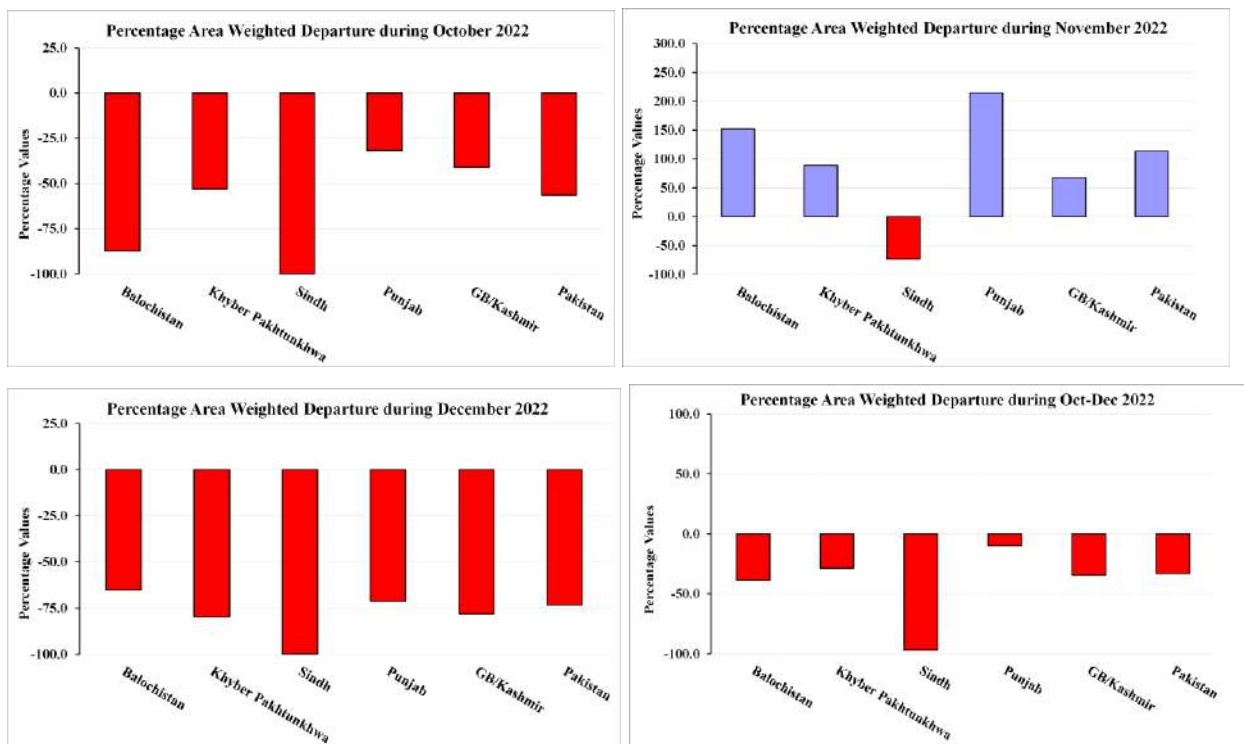 Percentage Area Weighted Departure during October 2022
25.0
0.0
-25.0
-50.0
-75.0
-100.0
Percentage Values
Balochistan
Khyber Pakhtunkhwa
Sindh
Punjab
GB/Kashmir
Pakistan
Percentage Area Weighted Departure during November 2022
300.0
250.0
200.0
150.0
100.0
50.0
0.0
-50.0
-100.0
Percentage Values
Balochistan
Khyber Pakhtunkhwa
Sindh
Punjab
GB/Kashmir
Pakistan
Percentage Area Weighted Departure during December 2022
25.0
0.0
-25.0
-50.0
-75.0
-100.0
Percentage Values
Balochistan
Khyber Pakhtunkhwa
Sindh
Punjab
GB/Kashmir
Pakistan
Percentage Area Weighted Departure during Oct-Dec 2022
100.0
50.0
0.0
-50.0
-100.0
Percentage Values
Balochistan
Khyber Pakhtunkhwa
Sindh
Punjab
GB/Kashmir
Pakistan